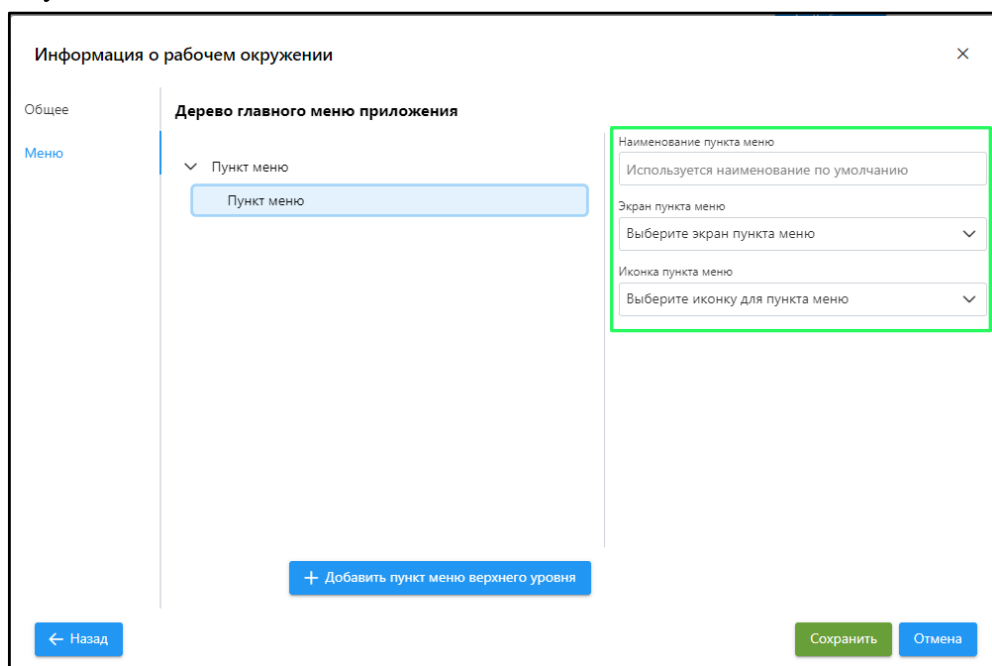 Информация о рабочем окружении
Общее
Меню
Дерево главного меню приложения
Пункт меню
Пункт меню
Наименование пункта меню
Используется наименование по умолчанию
Экран пункта меню
Выберите экран пункта меню
Иконка пункта меню
Выберите иконку для пункта меню
Добавить пункт меню верхнего уровня
Назад
Сохранить
Отмена